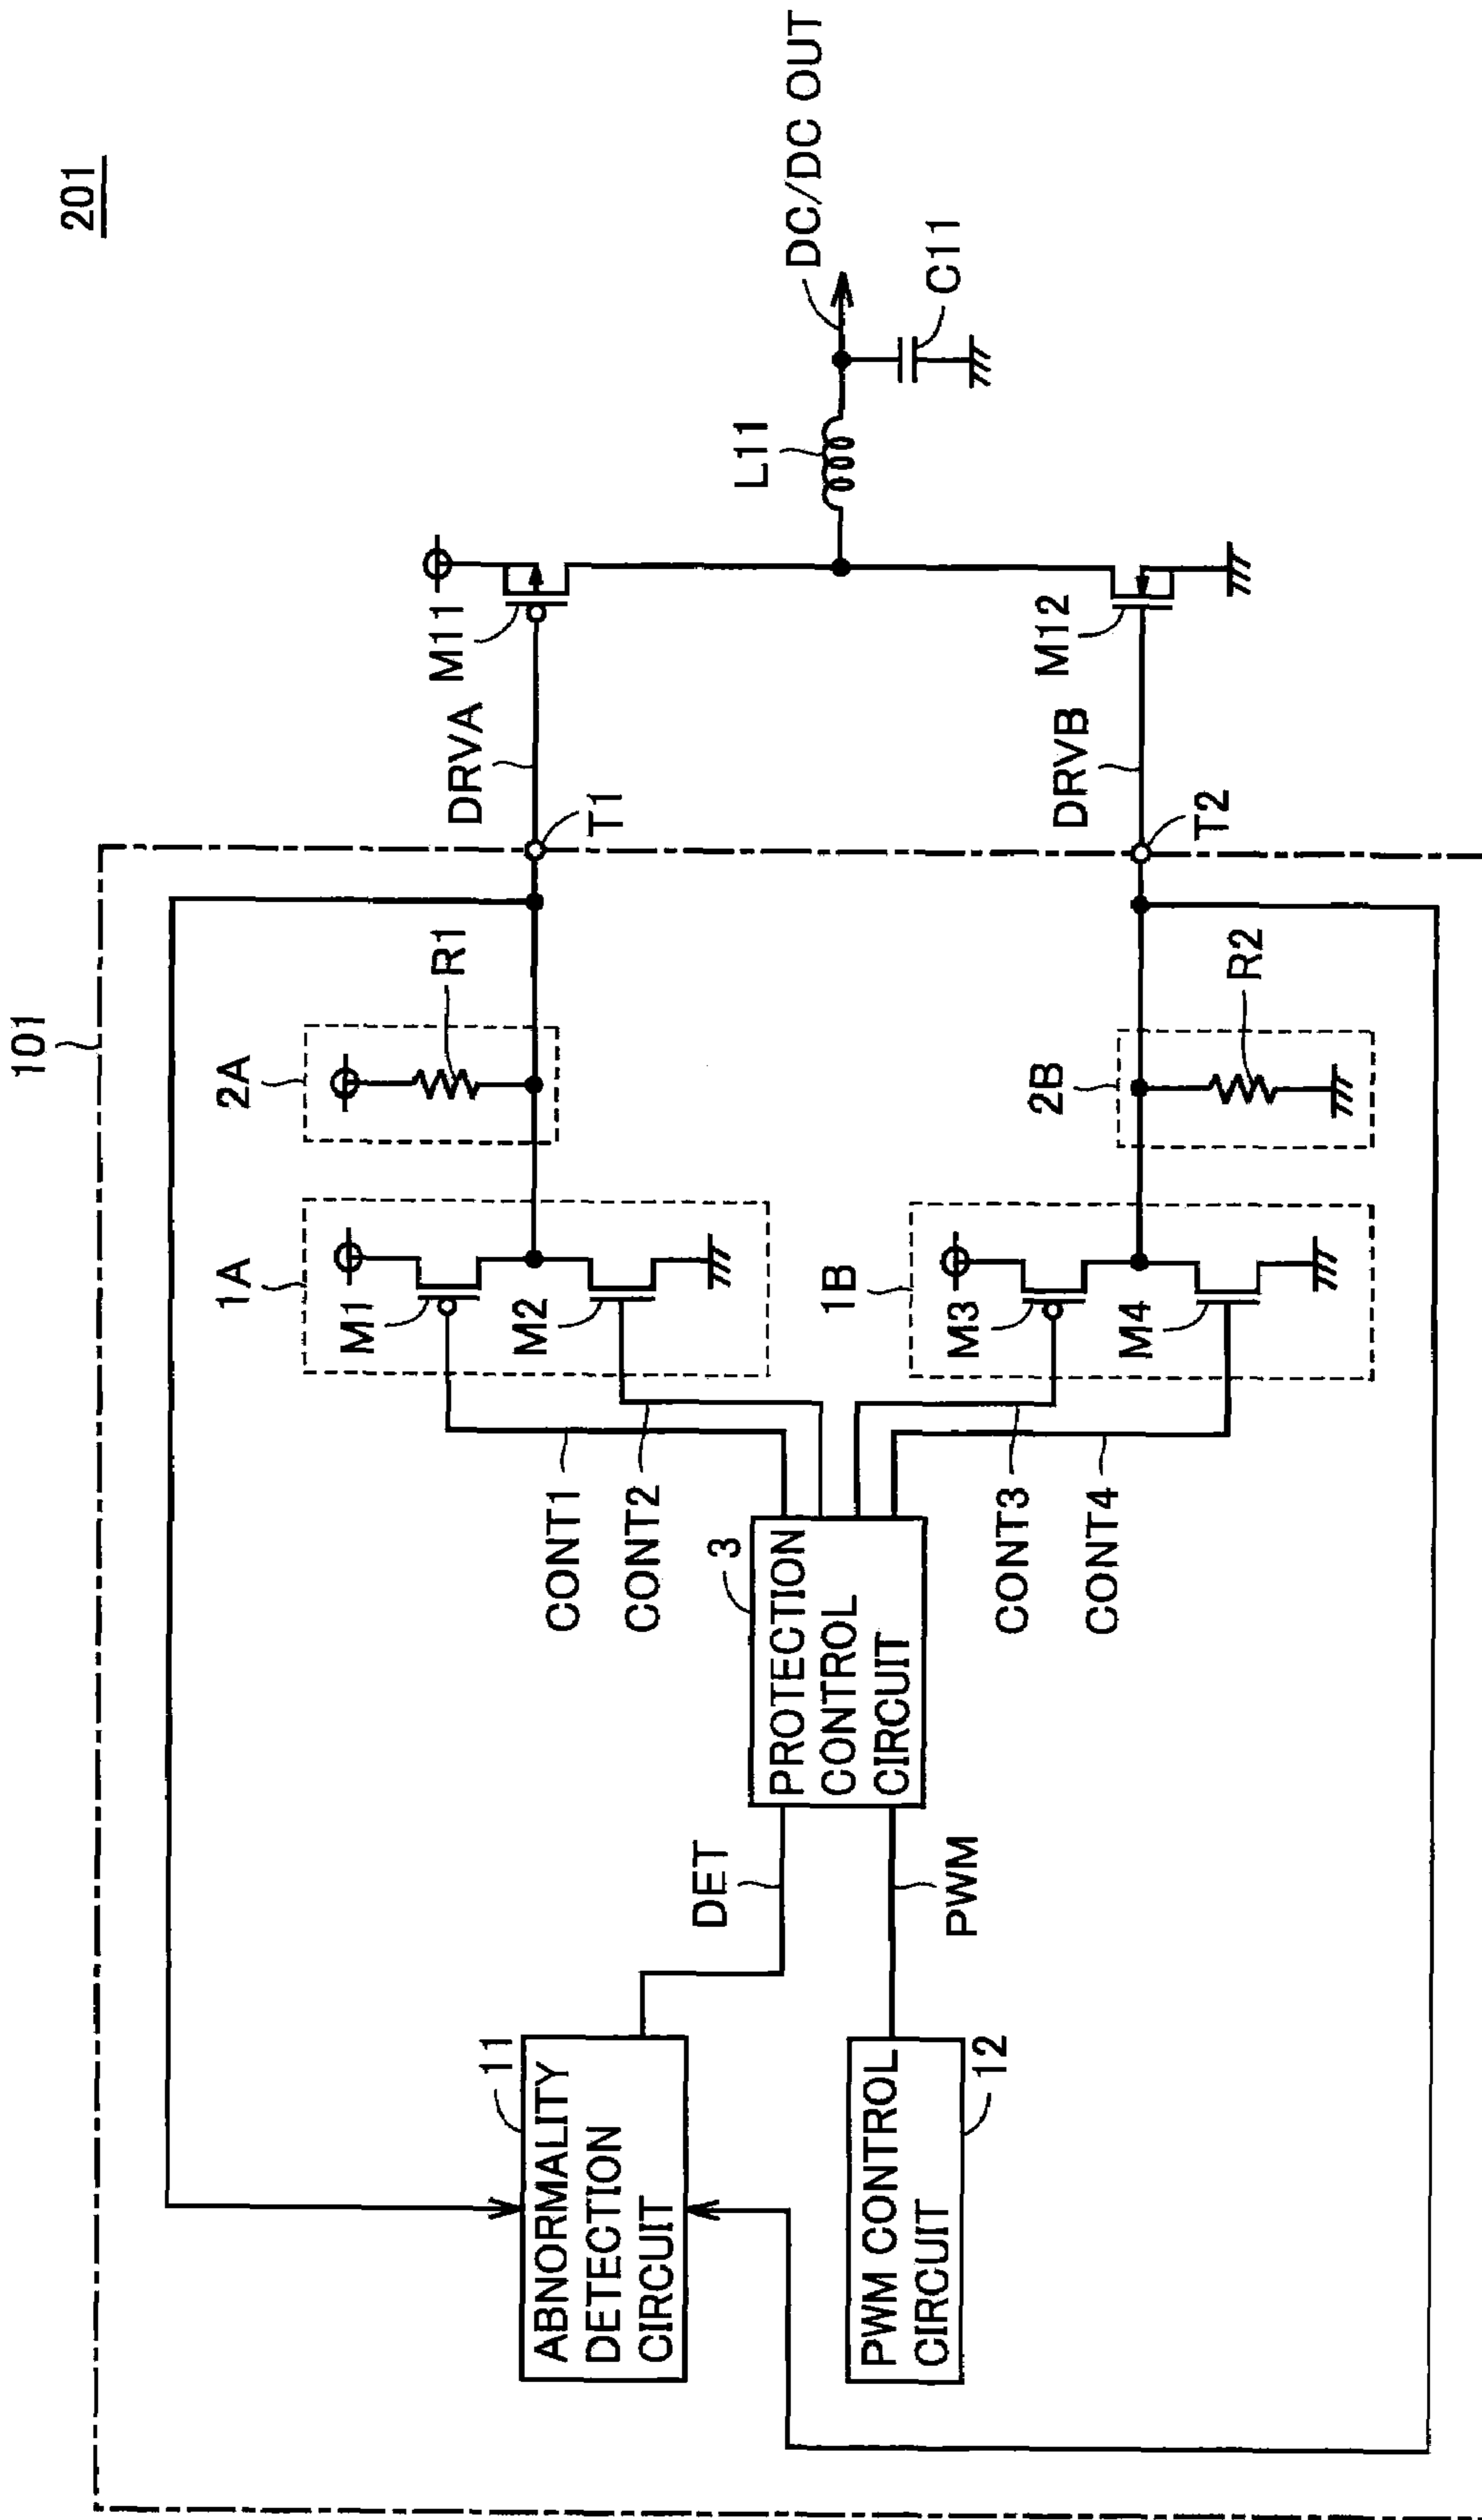 201
101
1A
M1
M2
2A
R1
DRVA
T1
M11
L11
DC/DC OUT
C11
11
ABNORMALITY
DETECTION
CIRCUIT
DET
3
PROTECTION
CONTROL
CIRCUIT
CONT1
CONT2
PWM CONTROL
CIRCUIT
12
PWM
CONT3
CONT4
1B
M3
M4
2B
R2
DRVB
T2
M12